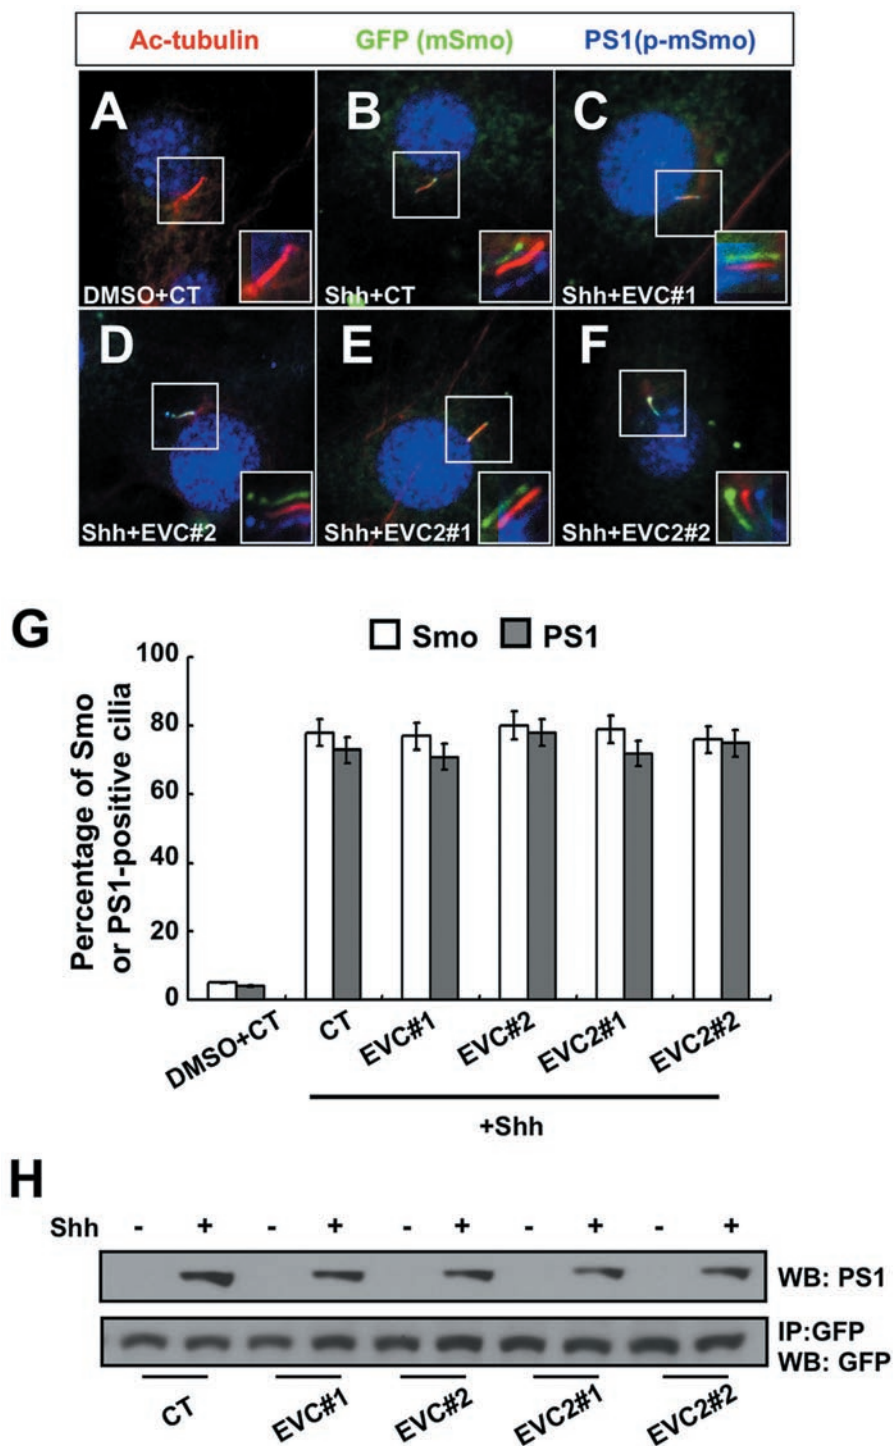 Ac-tubulin GFP (mSmo) PS1(p-mSmo)
A
DMSO+CT
B
Shh+CT
C
Shh+EVC#1
D
Shh+EVC#2
E
Shh+EVC2#1
F
Shh+EVC2#2
G
Smo PS1
Percentage of Smo
or PS1-positive cilia
100
80
60
40
20
0
DMSO+CT CT EVC#1 EVC#2 EVC2#1 EVC2#2
+Shh
H
Shh - + - + - + - + - +
WB: PS1
IP:GFP
WB: GFP
CT EVC#1 EVC#2 EVC2#1 EVC2#2